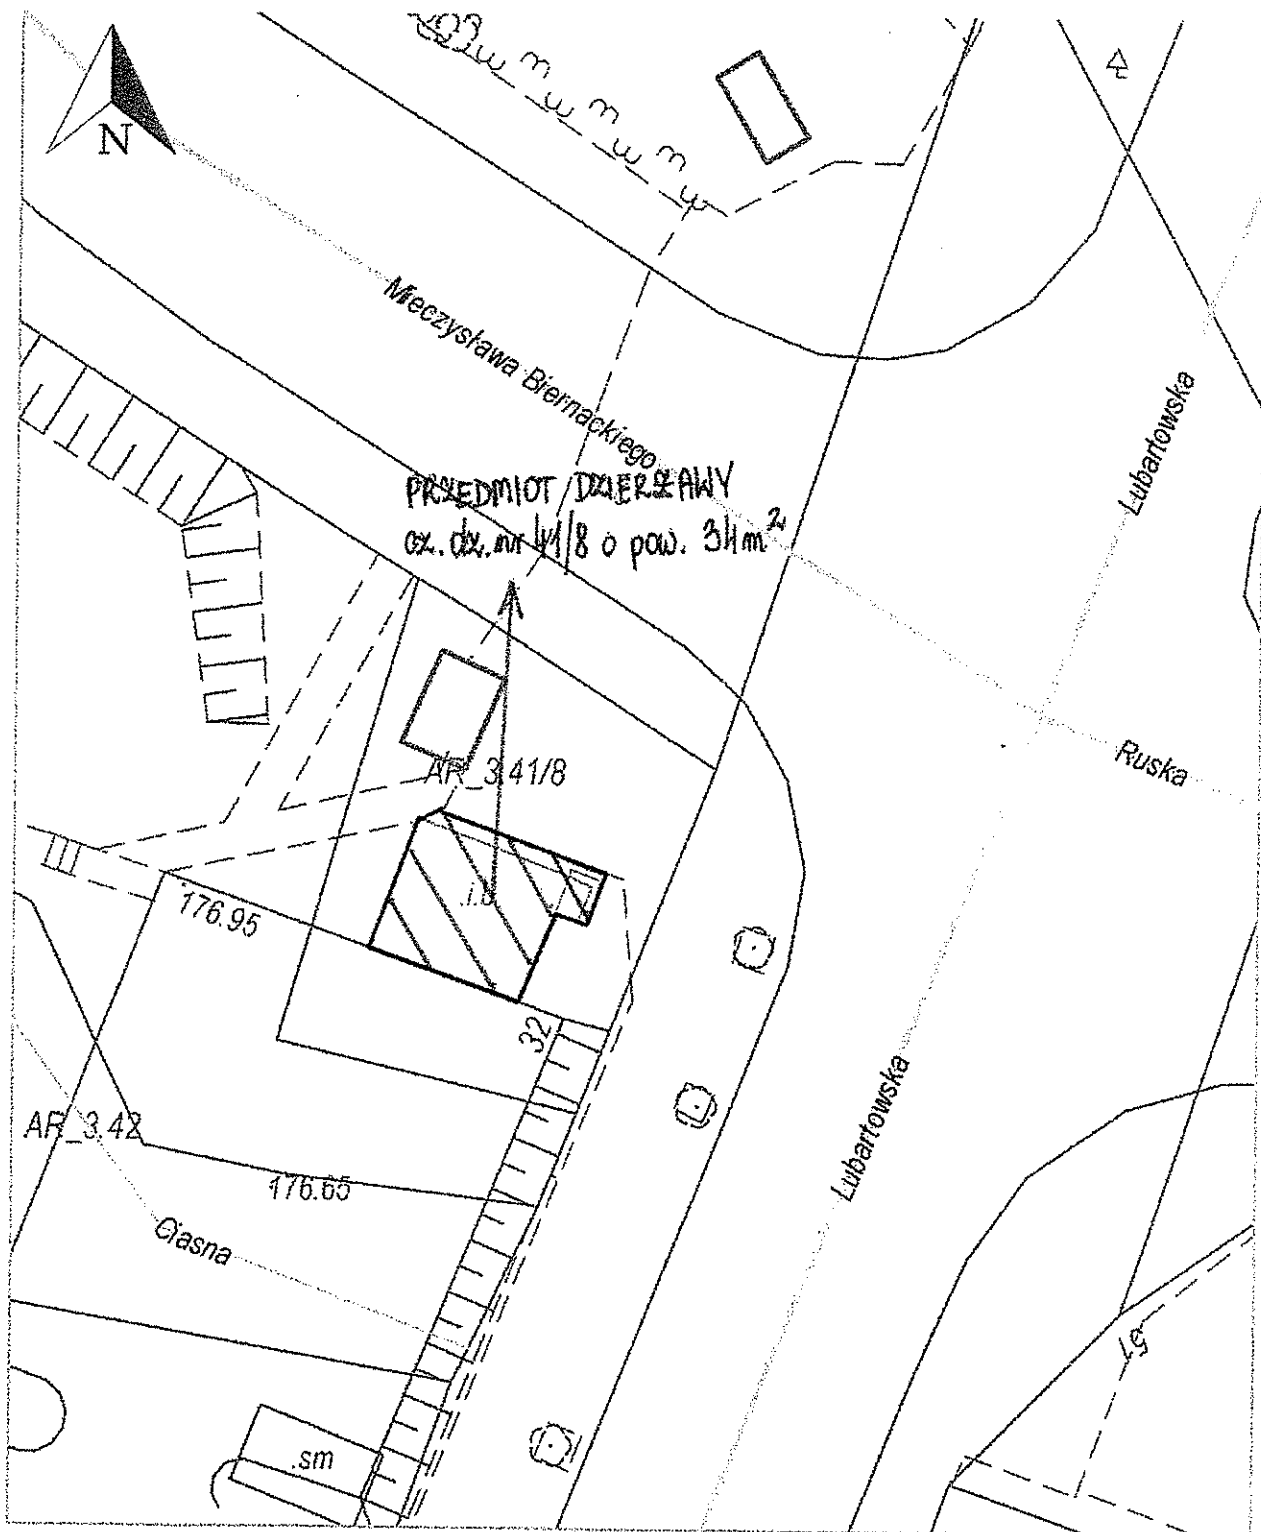 N
Mieczysława Biernackiego
Lubartowska
PRZEDMIOT DZIERŻAWY
cz. dz. nr 41/8 o pow. 34m²
Ruska
AR_3.41/8
176.95
32
Lubartowska
AR_3.42
176.65
Ciasna
51
.sm